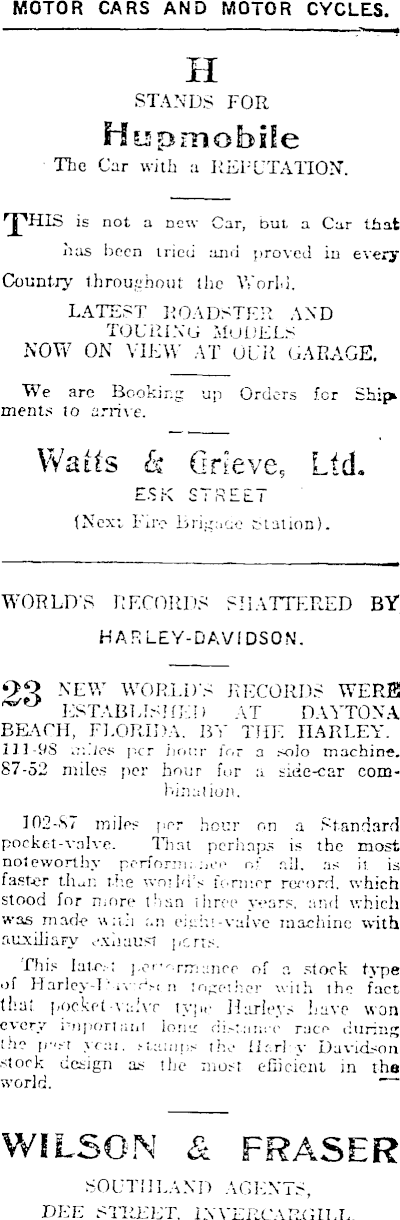 MOTOR CARS AND MOTOR CYCLES.
H
STANDS FOR
Hupmobile
The Car with a REPUTATION.
THIS is not a new Car, but a Car that
has been tried and proved in every
Country throughout the World.
LATEST ROADSTER AND
TOURING MODELS
NOW ON VIEW AT OUR GARAGE.
We are Booking up Orders for Ship-
ments to arrive.
Watts & Grieve, Ltd.
ESK STREET
(Next Fire Brigade Station).
WORLD'S RECORDS SHATTERED BY
HARLEY-DAVIDSON.
23 NEW WORLD'S RECORDS WERE
ESTABLISHED AT DAYTONA
BEACH, FLORIDA, BY THE HARLEY.
111-98 miles per hour for a solo machine.
87-52 miles per hour for a side-car com-
bination.
102-87 miles per hour on a Standard
pocket-valve. That perhaps is the most
noteworthy performance of all, as it is
faster than the world's former record, which
stood for more than three years, and which
was made with an eight-valve machine with
auxiliary exhaust ports.
This latest performance of a stock type
of Harley-Davidson together with the fact
that pocket-valve type Harleys have won
every important long distance race during
the past year, stamps the Harley Davidson
stock design as the most efficient in the
world.
WILSON & FRASER
SOUTHLAND AGENTS,
DEE STREET, INVERCARGILL.